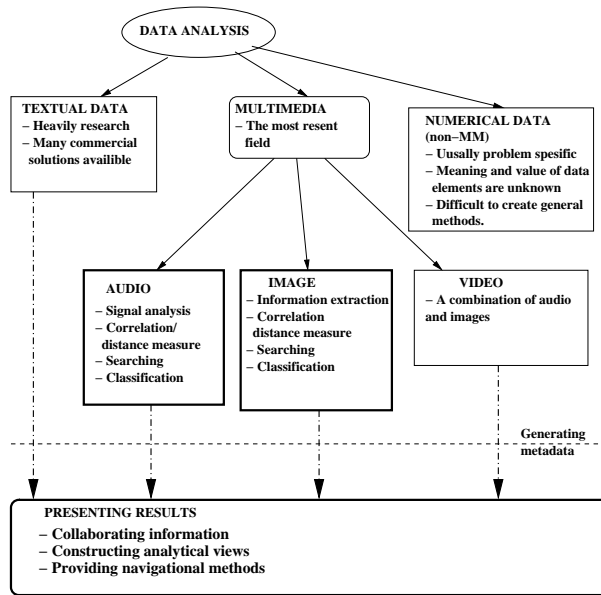 DATA ANALYSIS
TEXTUAL DATA
– Heavily research
– Many commercial
solutions availible
MULTIMEDIA
– The most resent
field
NUMERICAL DATA
(non–MM)
– Uusally problem spesific
– Meaning and value of data
elements are unknown
– Difficult to create general
methods.
AUDIO
– Signal analysis
– Correlation/
distance measure
– Searching
– Classification
IMAGE
– Information extraction
– Correlation
distance measure
– Searching
– Classification
VIDEO
– A combination of audio
and images
Generating
metadata
PRESENTING RESULTS
– Collaborating information
– Constructing analytical views
– Providing navigational methods